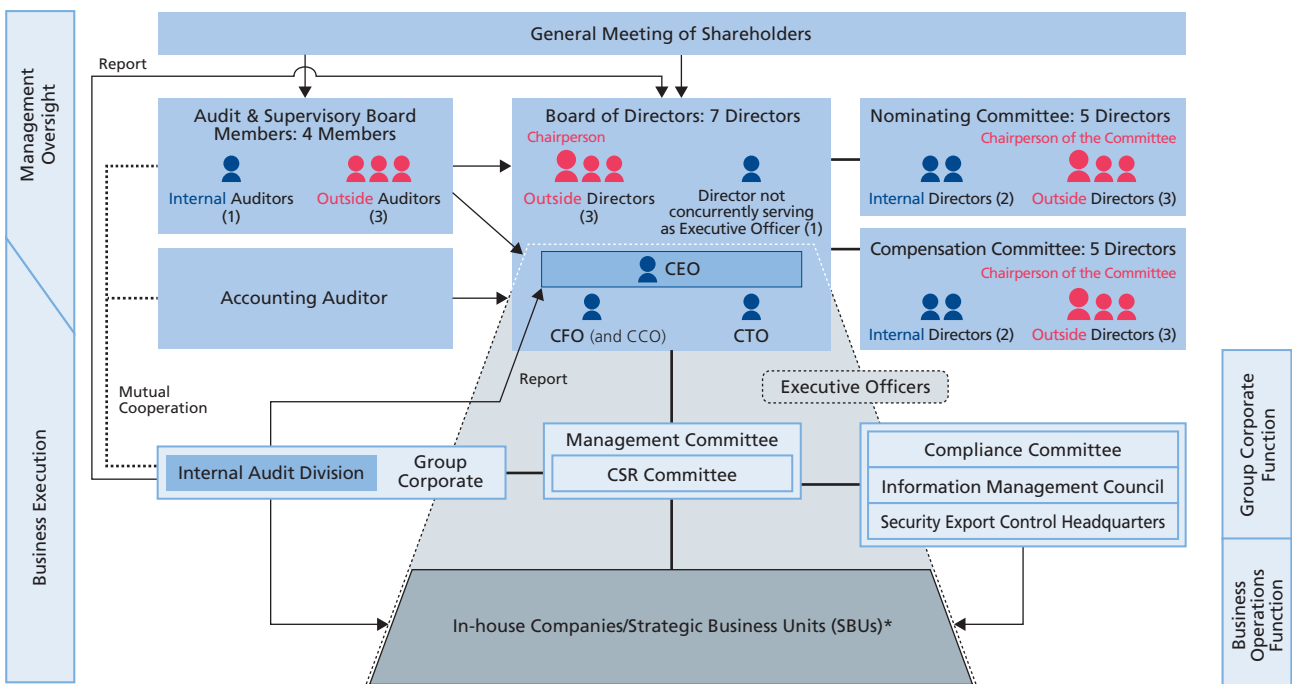 Management
Oversight
Business Execution
General Meeting of Shareholders
Report
Audit & Supervisory Board
Members: 4 Members
Internal Auditors
(1)
Outside Auditors
(3)
Board of Directors: 7 Directors
Chairperson
Outside Directors
(3)
Director not
concurrently serving
as Executive Officer (1)
CEO
CFO (and CCO)
CTO
Nominating Committee: 5 Directors
Chairperson of the Committee
Internal Directors (2)
Outside Directors (3)
Compensation Committee: 5 Directors
Chairperson of the Committee
Internal Directors (2)
Outside Directors (3)
Accounting Auditor
Mutual
Cooperation
Report
Executive Officers
Internal Audit Division
Group
Corporate
Management Committee
CSR Committee
Compliance Committee
Information Management Council
Security Export Control Headquarters
In-house Companies/Strategic Business Units (SBUs)*
Group Corporate
Function
Business
Operations
Function